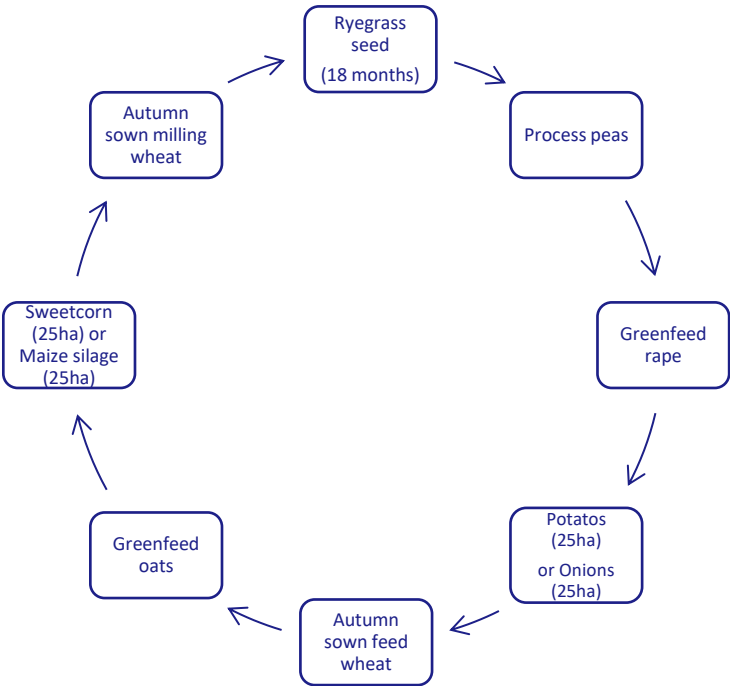 Ryegrass
seed
(18 months)
Process peas
Greenfeed
rape
Potatos
(25ha)
or Onions
(25ha)
Autumn
sown feed
wheat
Greenfeed
oats
Sweetcorn
(25ha) or
Maize silage
(25ha)
Autumn
sown milling
wheat